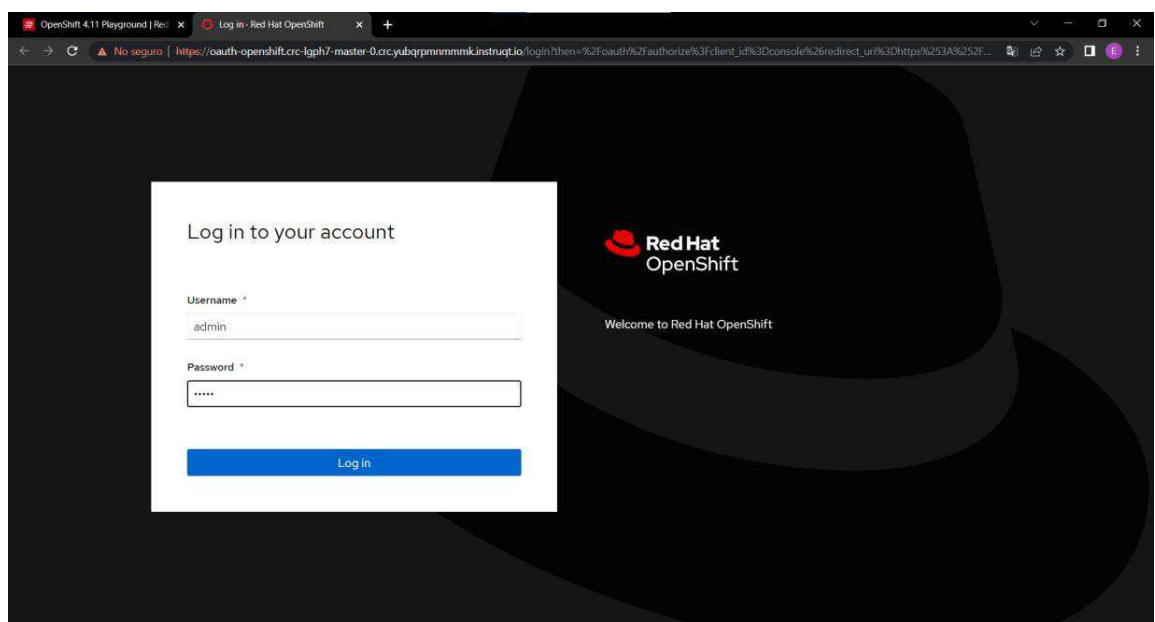 OpenShift 4.11 Playground | Red
Log in · Red Hat OpenShift
No seguro
https://oauth-openshift.crc-lgph7-master-0.crc.yubqrpmnnmmk.instruqt.io/login?then=%2Foauth%2Fauthorize%3Fclient_id%3Dconsole%26redirect_uri%3Dhttps%253A%252F...
E
Log in to your account
Username *
admin
Password *
•••••
Log in
Red Hat
OpenShift
Welcome to Red Hat OpenShift